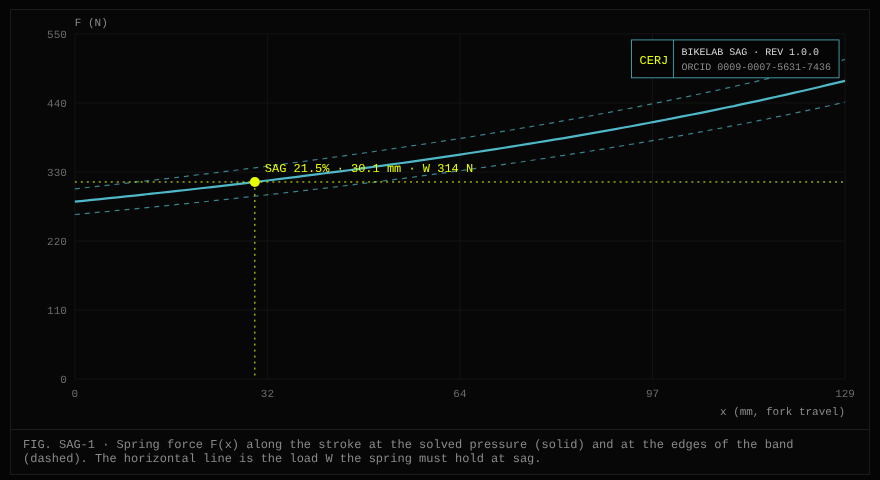 F (N)
550
440
330
220
110
0
0
32
64
97
129
x (mm, fork travel)
CERJ
BIKELAB SAG · REV 1.0.0
ORCID 0009-0007-5631-7436
SAG 21.5% · 30.1 mm · W 314 N
FIG. SAG-1 · Spring force F(x) along the stroke at the solved pressure (solid) and at the edges of the band
(dashed). The horizontal line is the load W the spring must hold at sag.